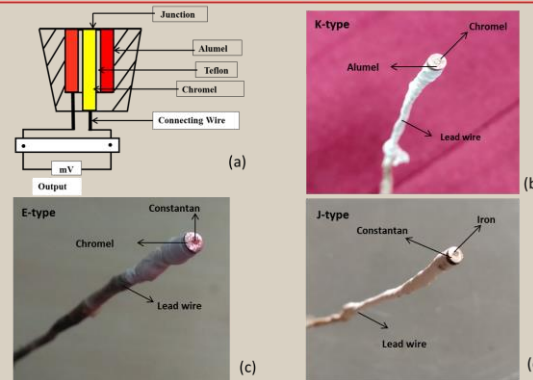 Junction
Alumel
Teflon
Chromel
Connecting Wire
mV
Output
(a)
K-type
Chromel
Alumel
Lead wire
(b
E-type
Constantan
Chromel
Lead wire
(c)
J-type
Iron
Constantan
Lead wire